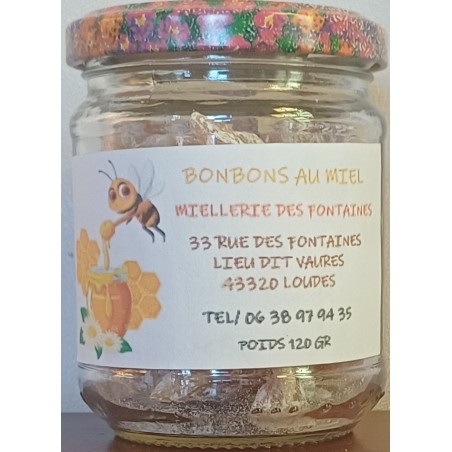 BONBONS AU MIEL
MIELLERIE DES FONTAINES
33 RUE DES FONTAINES
LIEU DIT VAURES
43320 LOUDES
TEL/ 06 38 97 94 35
POIDS 120 GR